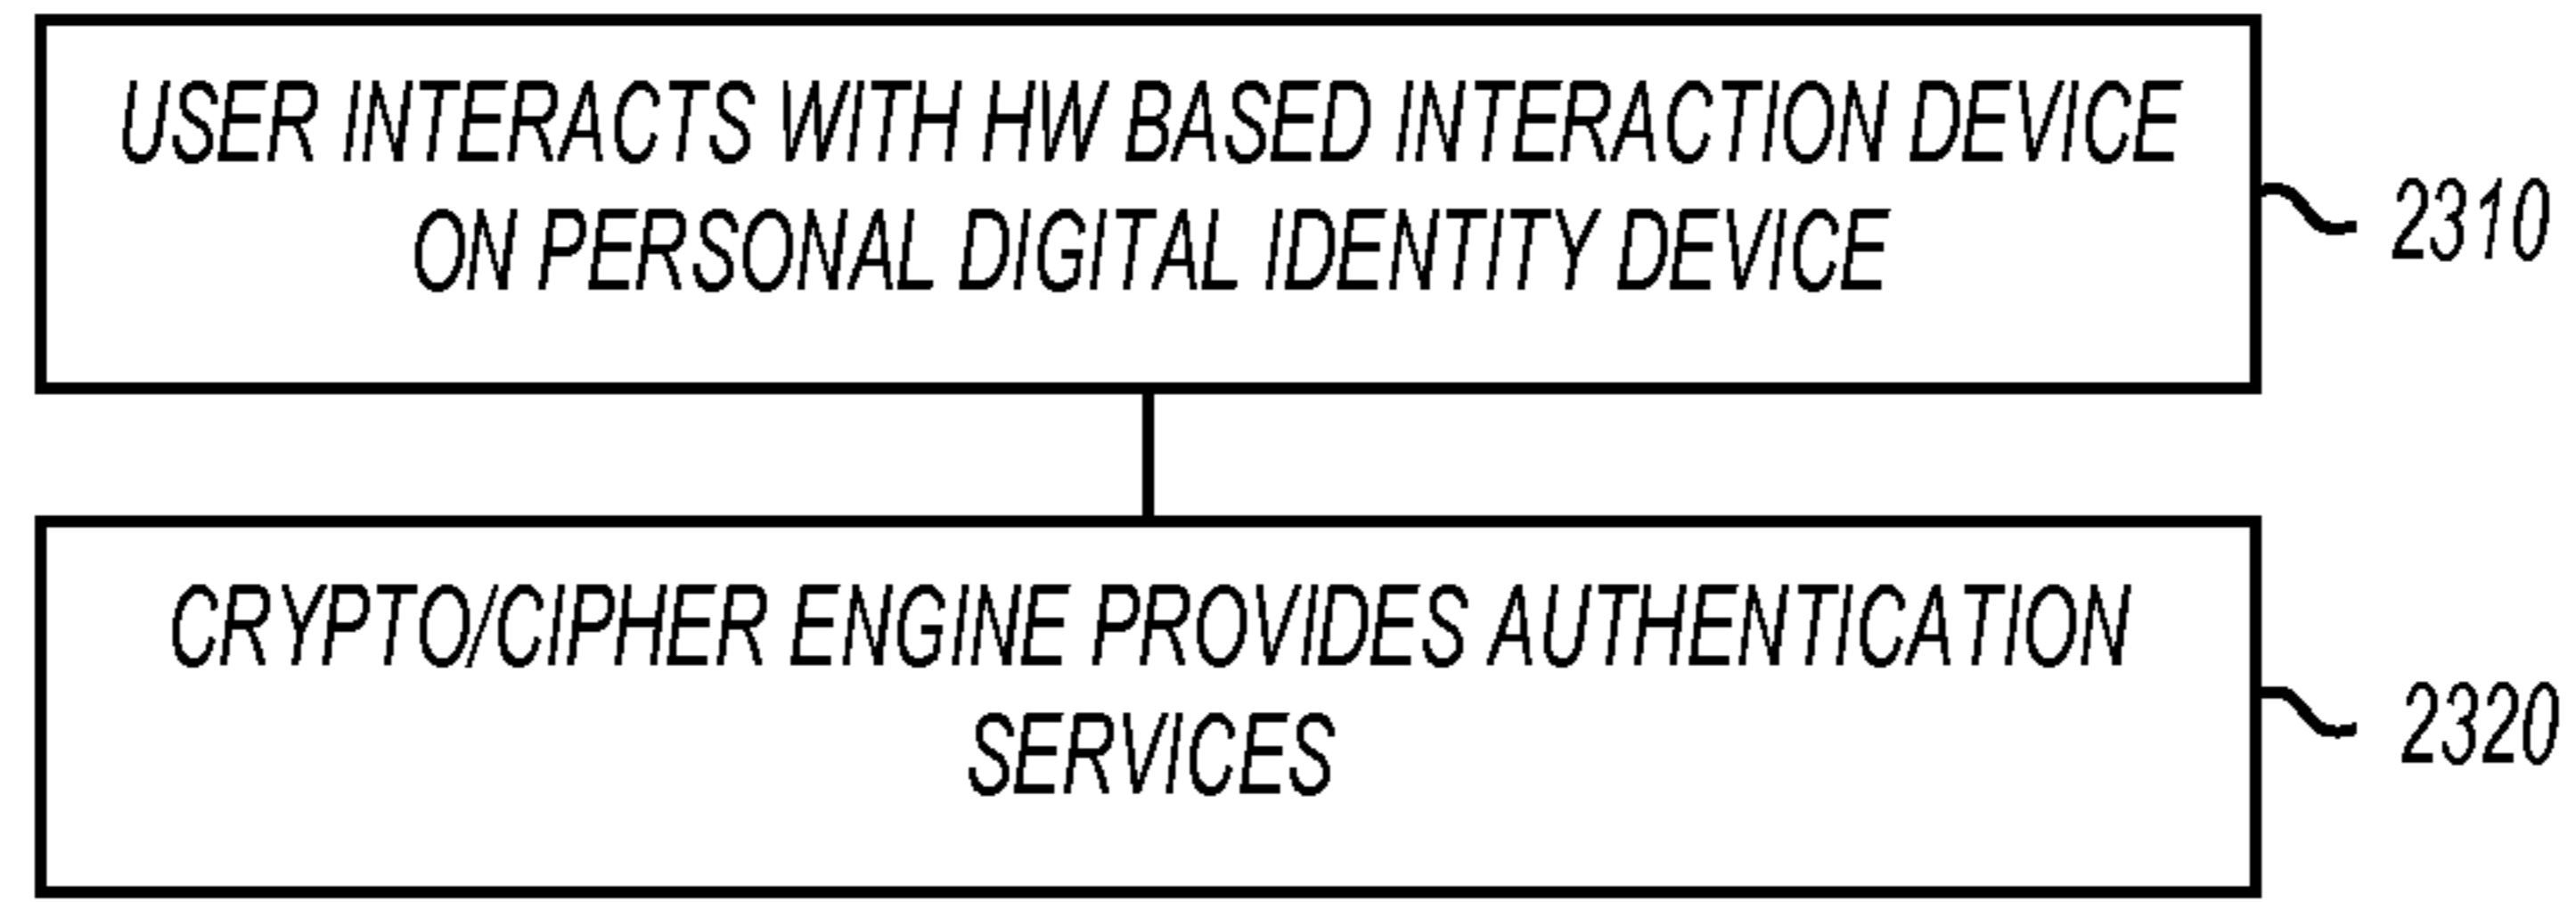 USER INTERACTS WITH HW BASED INTERACTION DEVICE
ON PERSONAL DIGITAL IDENTITY DEVICE
2310
CRYPTO/CIPHER ENGINE PROVIDES AUTHENTICATION
SERVICES
2320